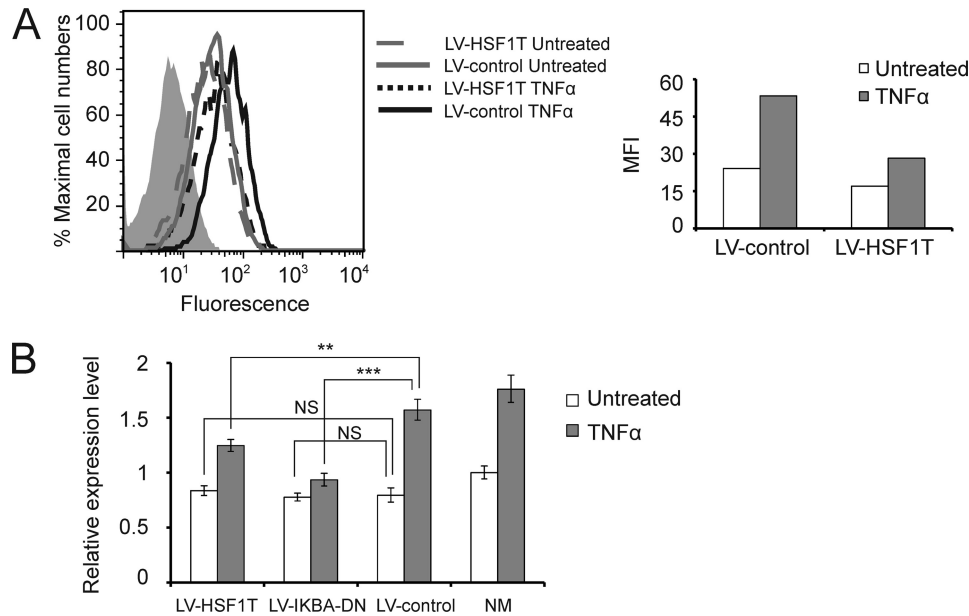 A
% Maximal cell numbers
100
80
60
40
20
10¹ 10² 10³ 10⁴
Fluorescence
LV-HSF1T Untreated
LV-control Untreated
LV-HSF1T TNFα
LV-control TNFα
MFI
60
45
30
15
0
LV-control LV-HSF1T
Untreated
TNFα
B
Relative expression level
2
1.5
1
0.5
0
**
***
NS
NS
LV-HSF1T LV-IKBA-DN LV-control NM
Untreated
TNFα